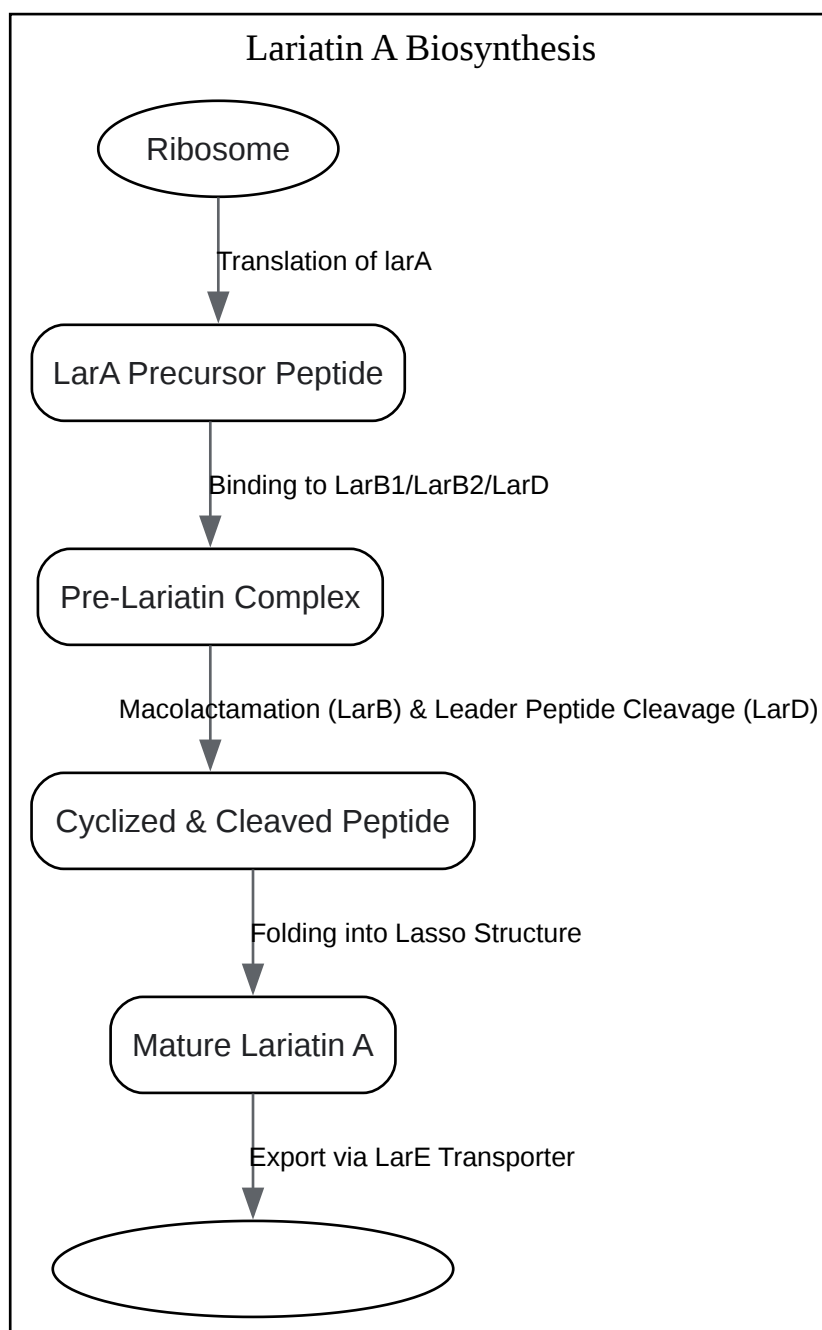 Lariatin A Biosynthesis
Ribosome
Translation of larA
LarA Precursor Peptide
Binding to LarB1/LarB2/LarD
Pre-Lariatin Complex
Macolactamation (LarB) & Leader Peptide Cleavage (LarD)
Cyclized & Cleaved Peptide
Folding into Lasso Structure
Mature Lariatin A
Export via LarE Transporter